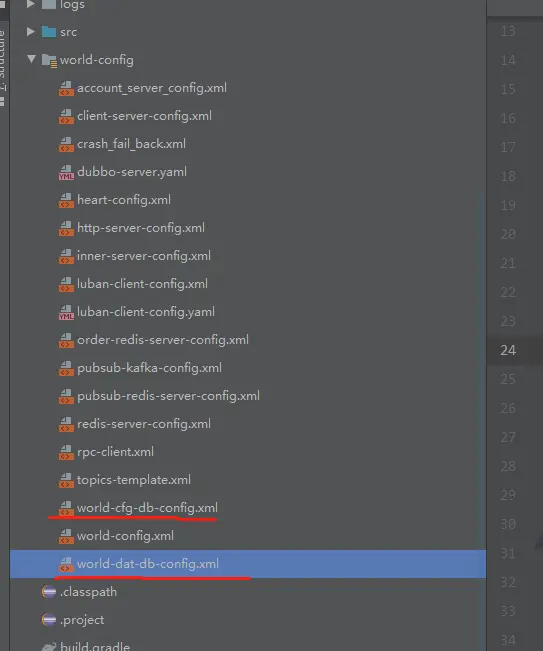 logs
src
world-config
account_server_config.xml
client-server-config.xml
crash_fail_back.xml
dubbo-server.yaml
heart-config.xml
http-server-config.xml
inner-server-config.xml
luban-client-config.xml
luban-client-config.yaml
order-redis-server-config.xml
pubsub-kafka-config.xml
pubsub-redis-server-config.xml
redis-server-config.xml
rpc-client.xml
topics-template.xml
world-cfg-db-config.xml
world-config.xml
world-dat-db-config.xml
.classpath
.project
build.gradle
Z: Structure
13
14
15
16
17
18
19
20
21
22
23
24
25
26
27
28
29
30
31
32
33
34